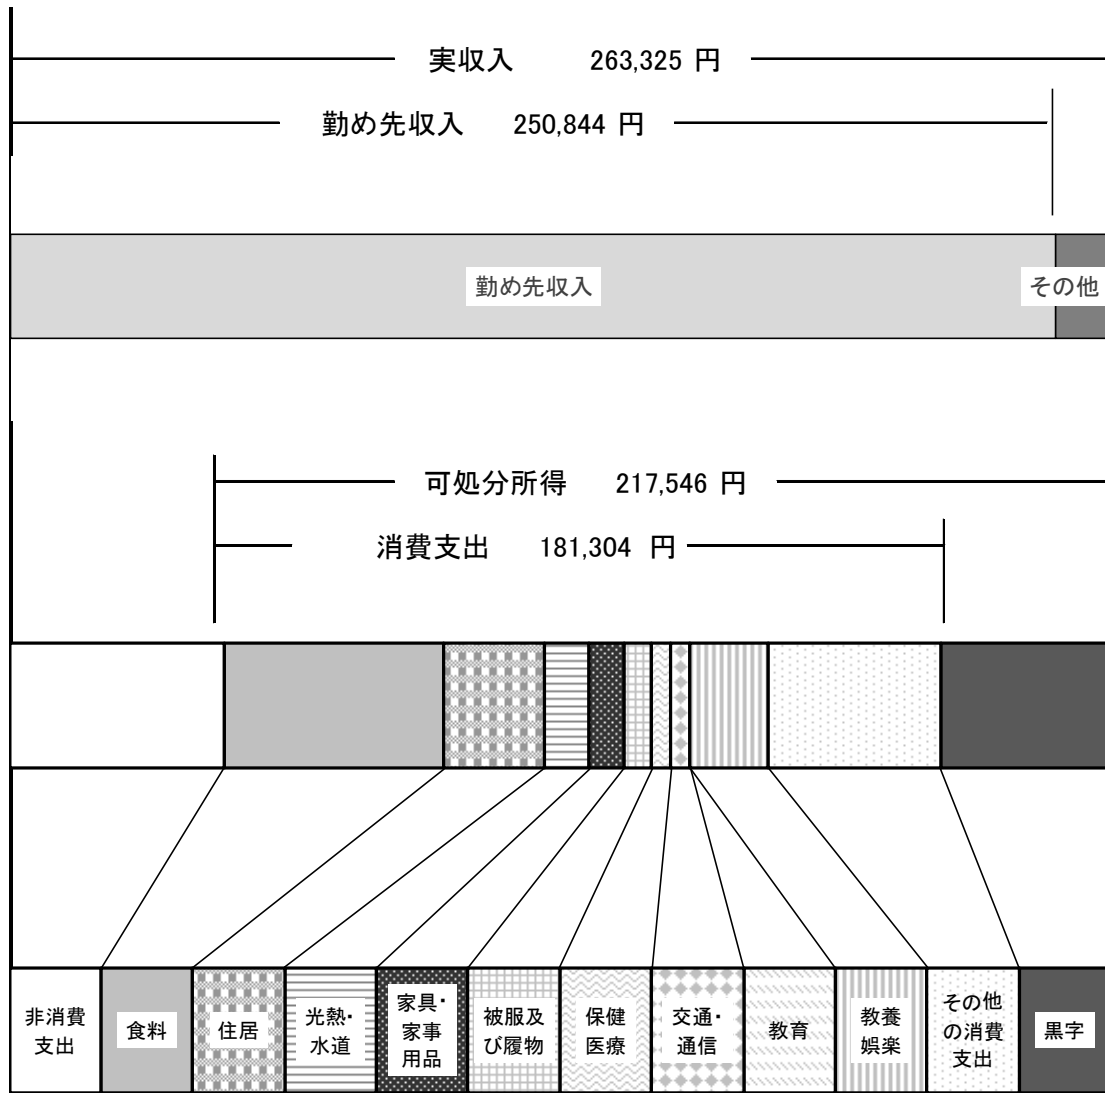 実収入 263,325 円
勤め先収入 250,844 円
勤め先収入
その他
可処分所得 217,546 円
消費支出 181,304 円
非消費
支出
食料
住居
光熱・
水道
家具・
家事
用品
被服及
び履物
保健
医療
交通・
通信
教育
教養
娯楽
その他
の消費
支出
黒字